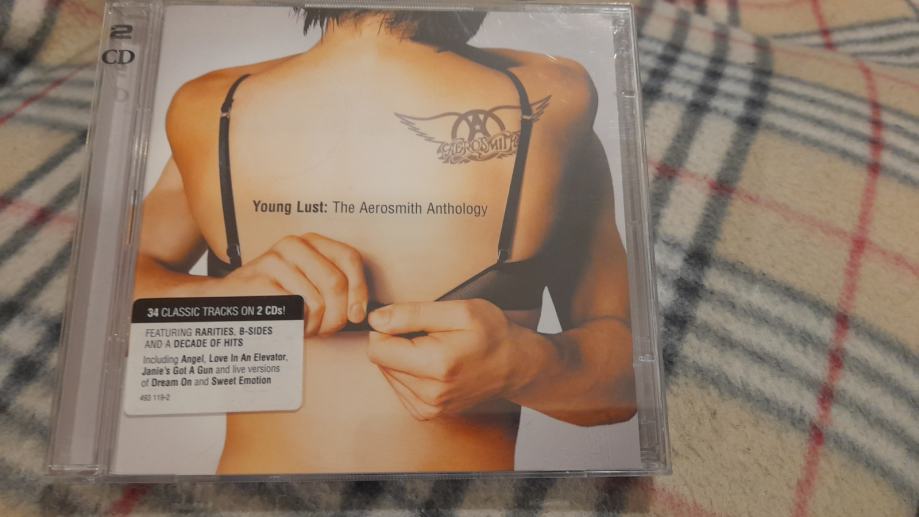 2
CD
AEROSMITH
Young Lust: The Aerosmith Anthology
34 CLASSIC TRACKS ON 2 CDs!
FEATURING RARITIES, B-SIDES
AND A DECADE OF HITS
Including Angel, Love In An Elevator,
Janie's Got A Gun and live versions
of Dream On and Sweet Emotion
493 119-2